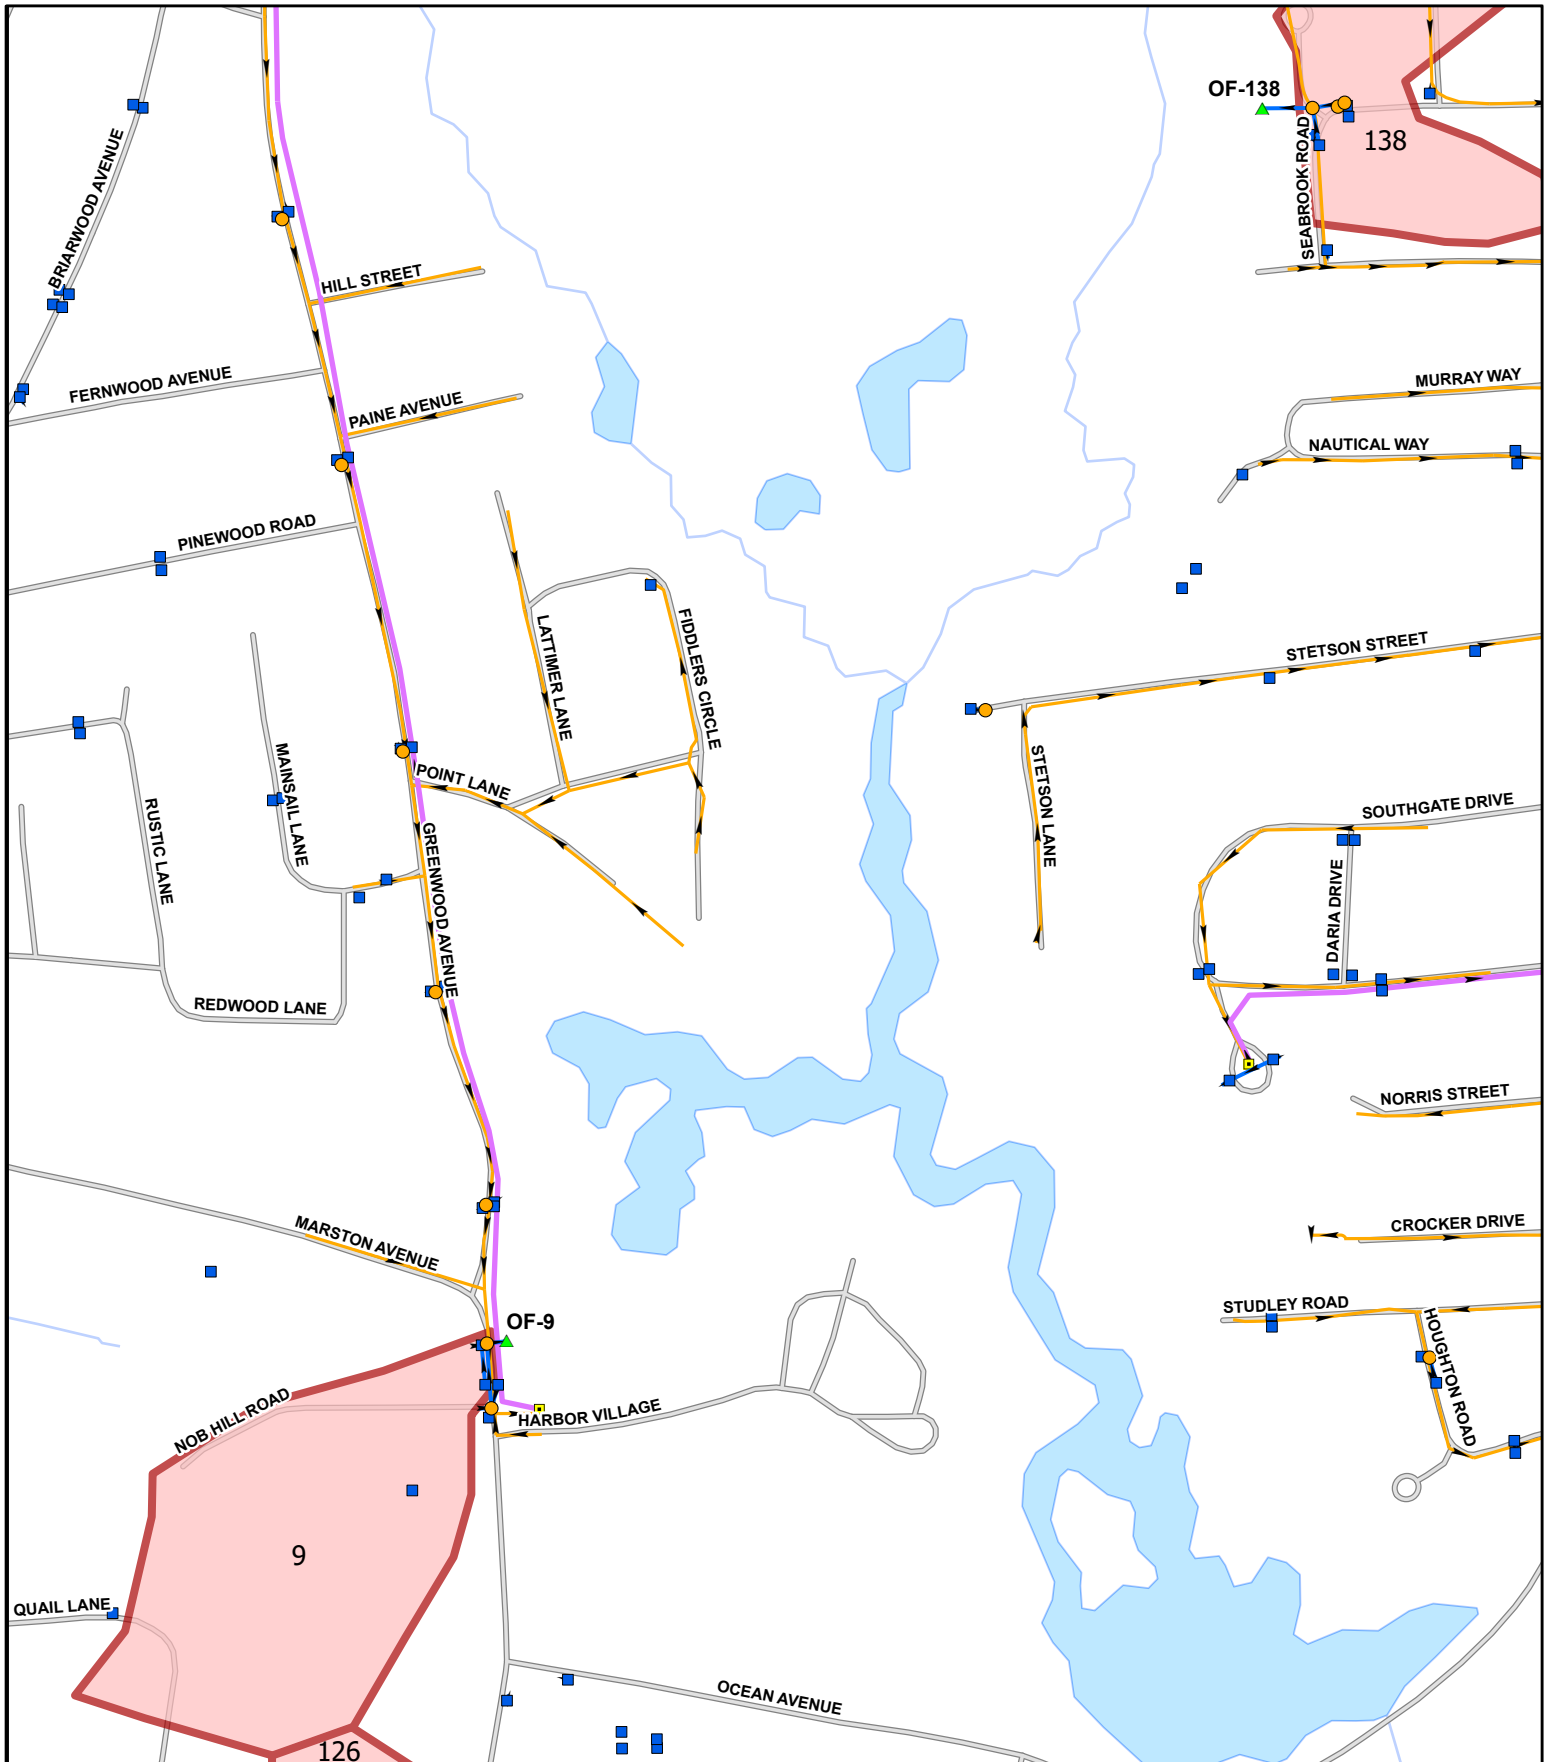 OF-138
138
SEABROOK ROAD
BRIARWOOD AVENUE
HILL STREET
FERNWOOD AVENUE
PAINE AVENUE
MURRAY WAY
NAUTICAL WAY
PINEWOOD ROAD
LATTIMER LANE
FIDDLERS CIRCLE
STETSON STREET
MAINSAIL LANE
POINT LANE
STETSON LANE
RUSTIC LANE
GREENWOOD AVENUE
SOUTHGATE DRIVE
DARIA DRIVE
REDWOOD LANE
NORRIS STREET
MARSTON AVENUE
CROCKER DRIVE
STUDLEY ROAD
OF-9
HOUGHTON ROAD
NOB HILL ROAD
HARBOR VILLAGE
9
QUAIL LANE
OCEAN AVENUE
126